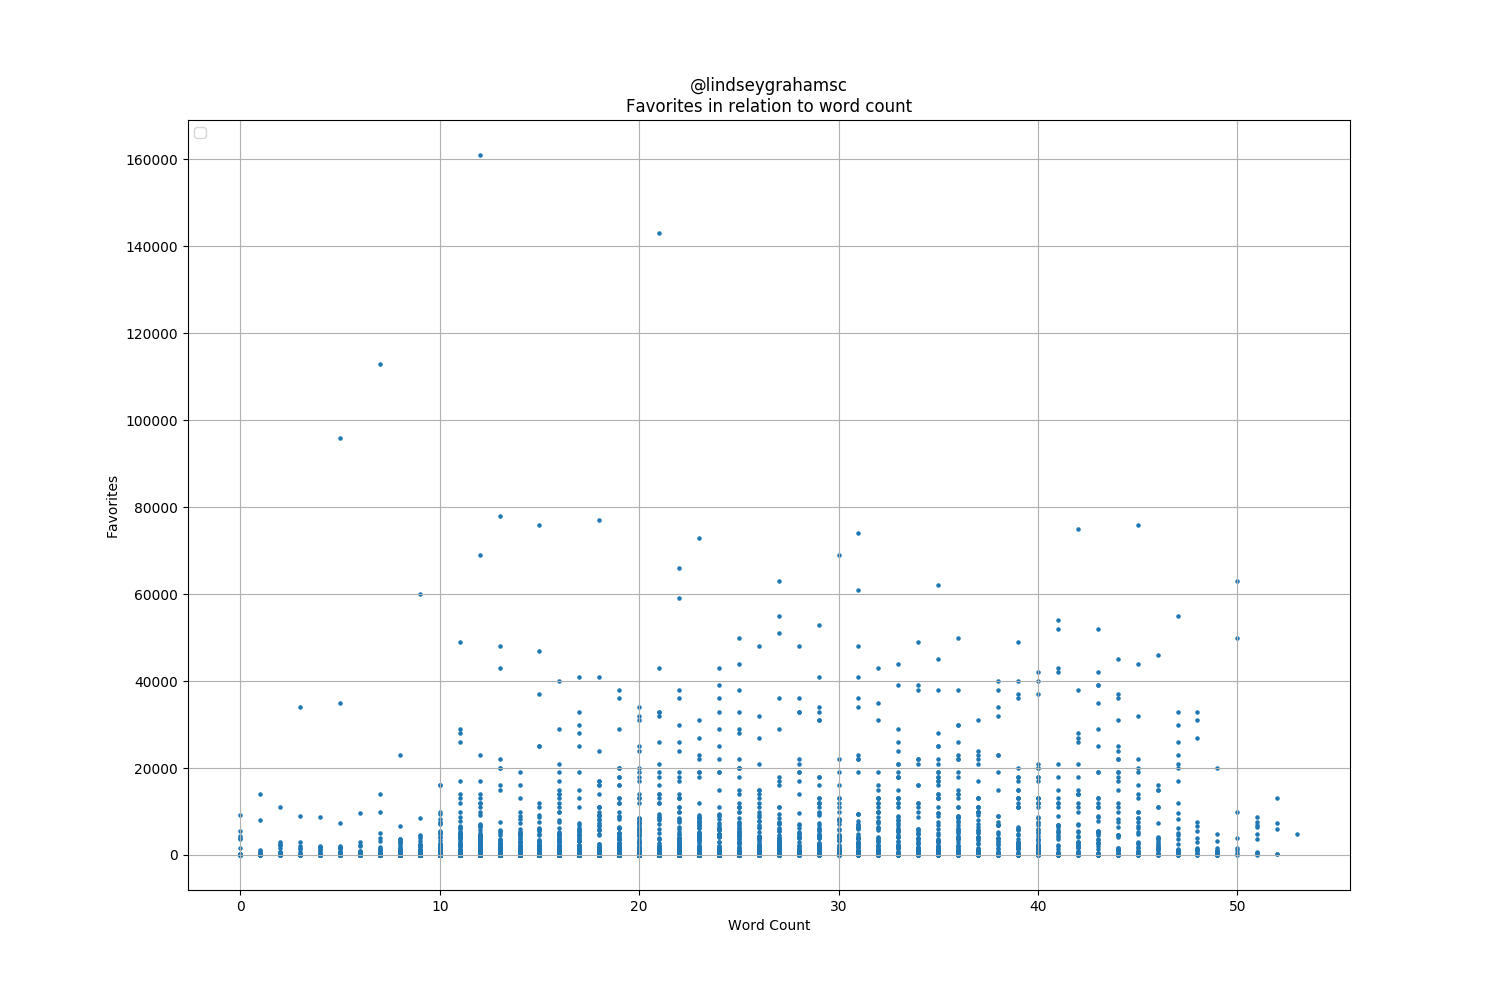 @lindseygrahamsc
Favorites in relation to word count
160000
140000
120000
100000
80000
60000
40000
20000
0
Favorites
0 10 20 30 40 50
Word Count